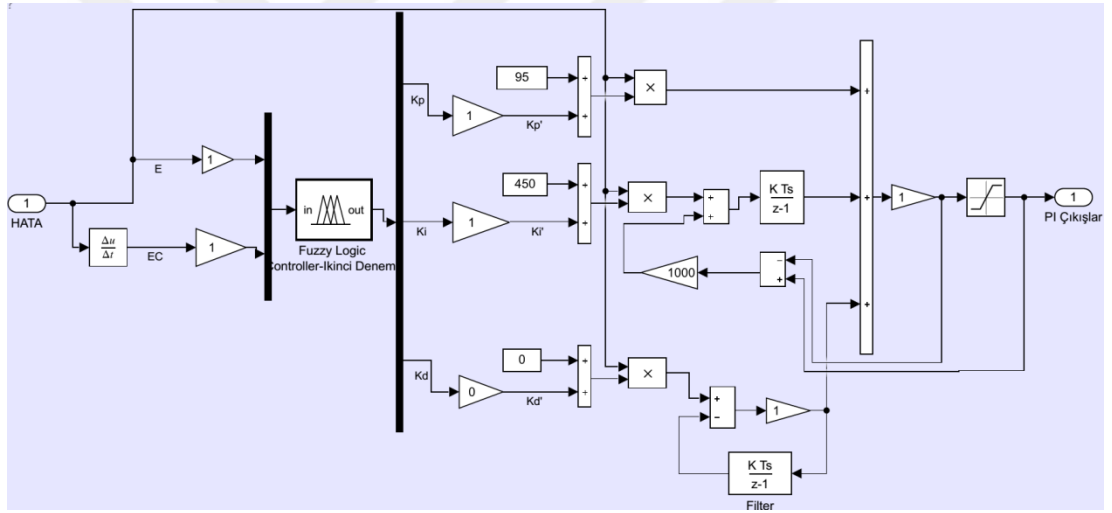 95
Kp
1
Kp'
×
+
+
E
1
450
1
HATA
in
out
Ki
1
Ki'
×
+
+
K Ts
z-1
+
+
1
1
PI Çıkışlar
Δu
Δt
EC
1
Fuzzy Logic
Controller-Ikinci Denem
1000
−
+
0
Kd
0
Kd'
×
+
+
+
−
1
K Ts
z-1
Filter
+
+
+